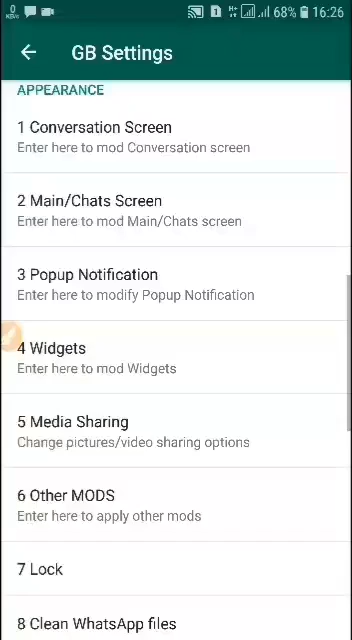 0
KB/s
1
H+
68%
16:26
GB Settings
APPEARANCE
1 Conversation Screen
Enter here to mod Conversation screen
2 Main/Chats Screen
Enter here to mod Main/Chats screen
3 Popup Notification
Enter here to modify Popup Notification
4 Widgets
Enter here to mod Widgets
5 Media Sharing
Change pictures/video sharing options
6 Other MODS
Enter here to apply other mods
7 Lock
8 Clean WhatsApp files